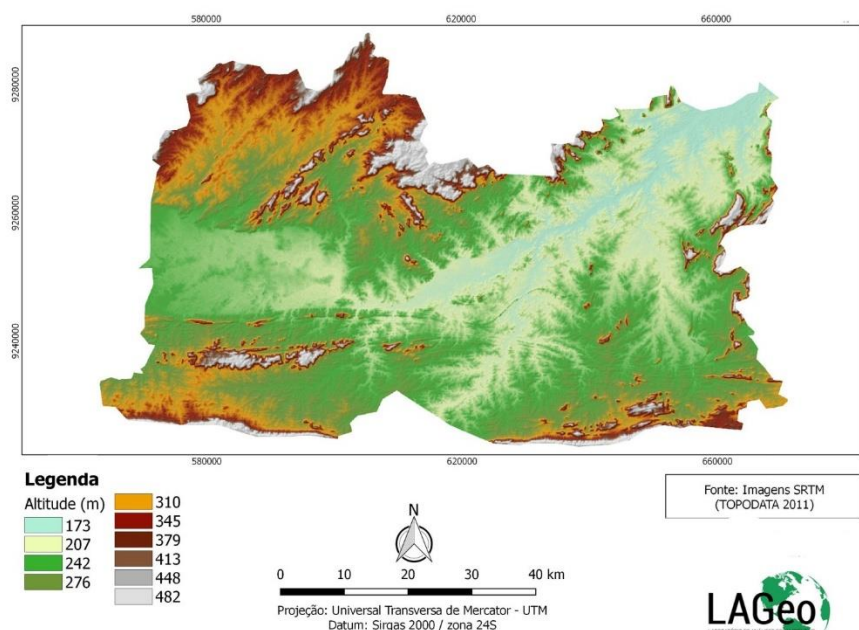 580000
620000
660000
9280000
9260000
9240000
580000
620000
660000
Legenda
Altitude (m)
173
207
242
276
310
345
379
413
448
482
N
0 10 20 30 40 km
Projeção: Universal Transversa de Mercator - UTM
Datum: Sirgas 2000 / zona 24S
Fonte: Imagens SRTM
(TOPODATA 2011)
LAGeo